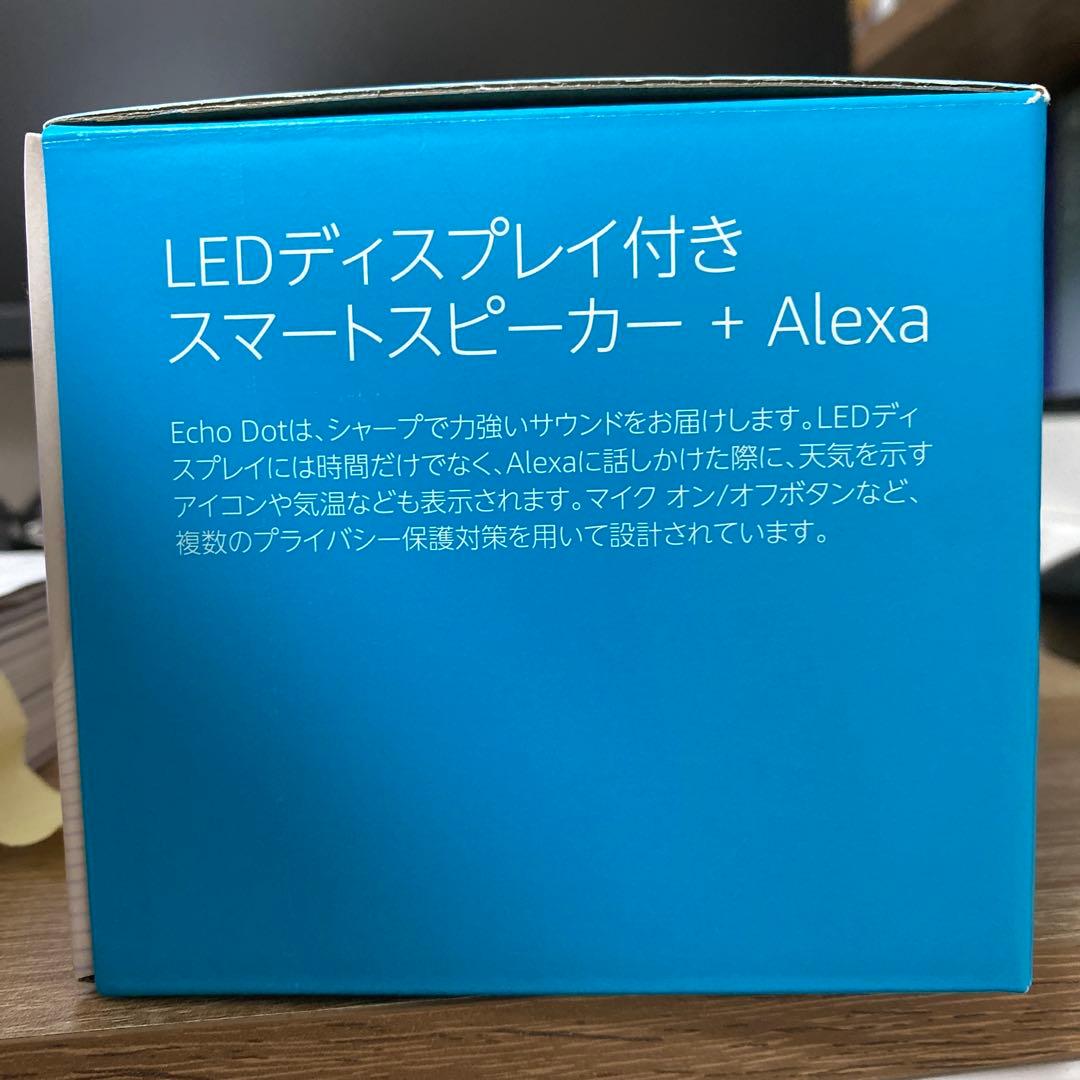 LEDディスプレイ付き
スマートスピーカー + Alexa
Echo Dotは、シャープで力強いサウンドをお届けします。LEDディ
スプレイには時間だけでなく、Alexaに話しかけた際に、天気を示す
アイコンや気温なども表示されます。マイク オン/オフボタンなど、
複数のプライバシー保護対策を用いて設計されています。